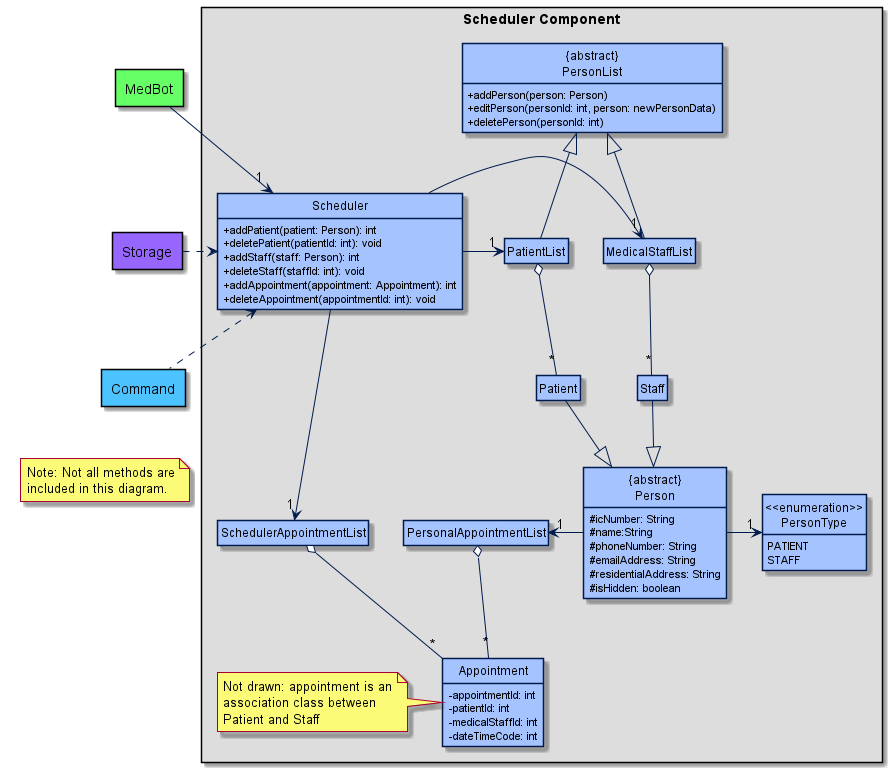 Scheduler Component
{abstract}
PersonList
+addPerson(person: Person)
+editPerson(personId: int, person: newPersonData)
+deletePerson(personId: int)
MedBot
1
Scheduler
+addPatient(patient: Person): int
+deletePatient(patientId: int): void
+addStaff(staff: Person): int
+deleteStaff(staffId: int): void
+addAppointment(appointment: Appointment): int
+deleteAppointment(appointmentId: int): void
Storage
1
PatientList
1
MedicalStaffList
Command
*
Patient
*
Staff
Note: Not all methods are
included in this diagram.
{abstract}
Person
#icNumber: String
#name:String
#phoneNumber: String
#emailAddress: String
#residentialAddress: String
#isHidden: boolean
1
<<enumeration>>
PersonType
PATIENT
STAFF
1
SchedulerAppointmentList
PersonalAppointmentList
1
*
*
Appointment
-appointmentId: int
-patientId: int
-medicalStaffId: int
-dateTimeCode: int
Not drawn: appointment is an
association class between
Patient and Staff